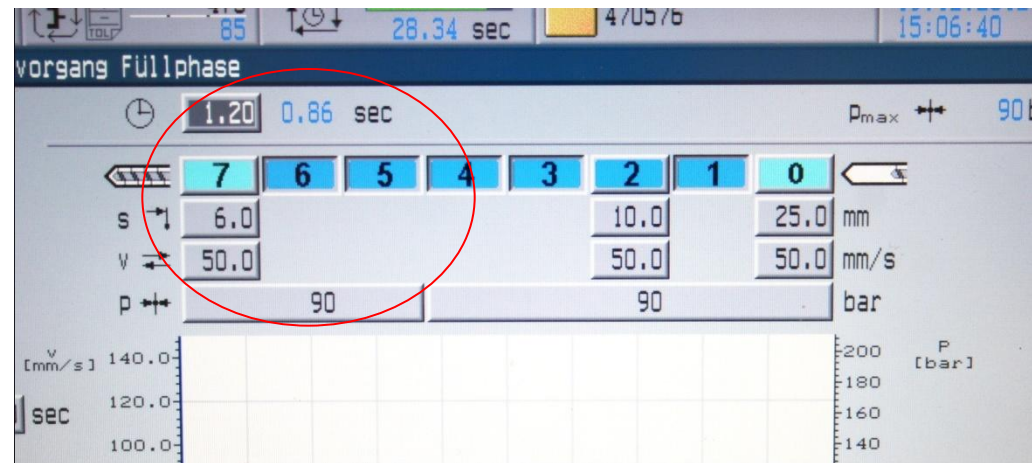 TOLP 85 28.34 sec 470576 15:06:40
vorgang Füllphase
1.20 0.86 sec pmax 90
7 6 5 4 3 2 1 0
s 6.0 10.0 25.0 mm
v 50.0 50.0 50.0 mm/s
p 90 90 bar
v [mm/s] 140.0 200 P [bar]
180
sec 120.0 160
100.0 140